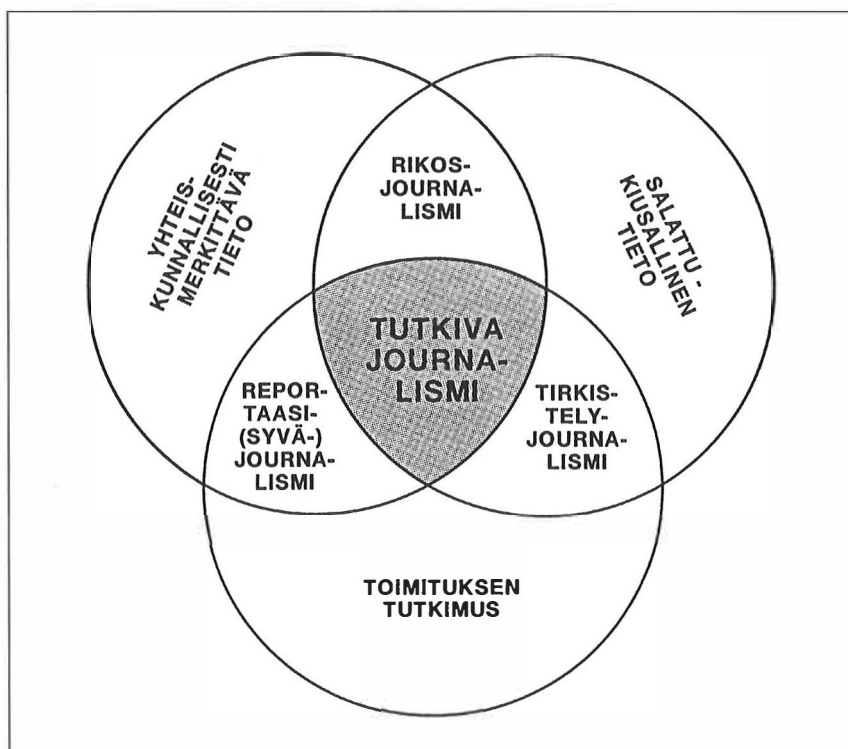 RIKOS-
JOURNA-
LISMI
YHTEIS-
KUNNALLISESTI
MERKITTÄVÄ
TIETO
SALATTU -
KIUSALLINEN
TIETO
TUTKIVA
JOURNA-
LISMI
REPOR-
TAASI-
(SYVÄ-)
JOURNA-
LISMI
TIRKIS-
TELY-
JOURNA-
LISMI
TOIMITUKSEN
TUTKIMUS